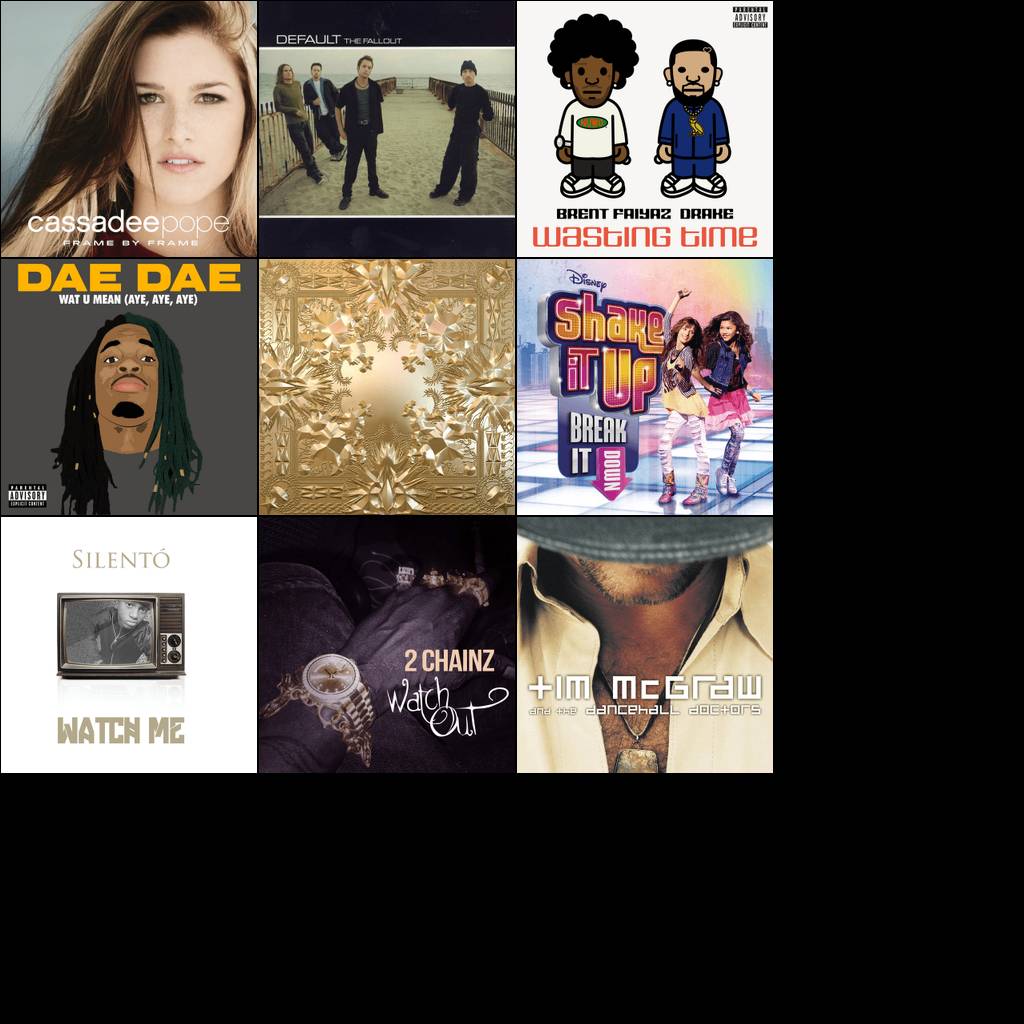 cassadeepope
FRAME BY FRAME
DEFAULT THE FALLOUT
PARENTAL
ADVISORY
EXPLICIT CONTENT
BRENT FAIYAZ DRAKE
wasting time
DAE DAE
WAT U MEAN (AYE, AYE, AYE)
PARENTAL
ADVISORY
EXPLICIT CONTENT
Disney
Shake
it Up
BREAK
IT
DOWN
SILENTÓ
WATCH ME
2 CHAINZ
Watch
Out
tim mcgraw
and the dancehall doctors